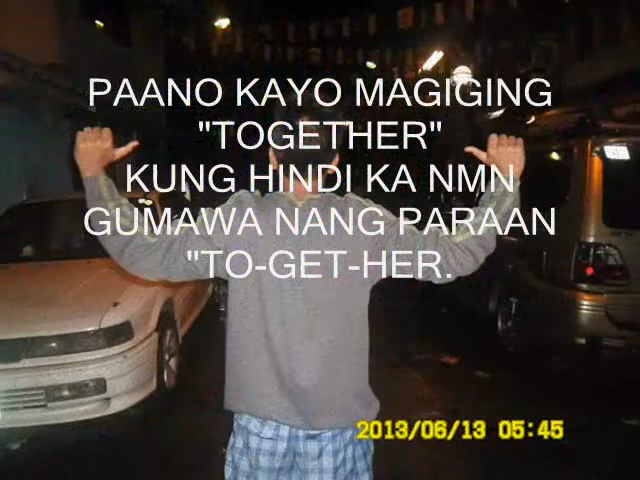 PAANO KAYO MAGIGING
"TOGETHER"
KUNG HINDI KA NMN
GUMAWA NANG PARAAN
"TO-GET-HER.
2013/06/13 05:45